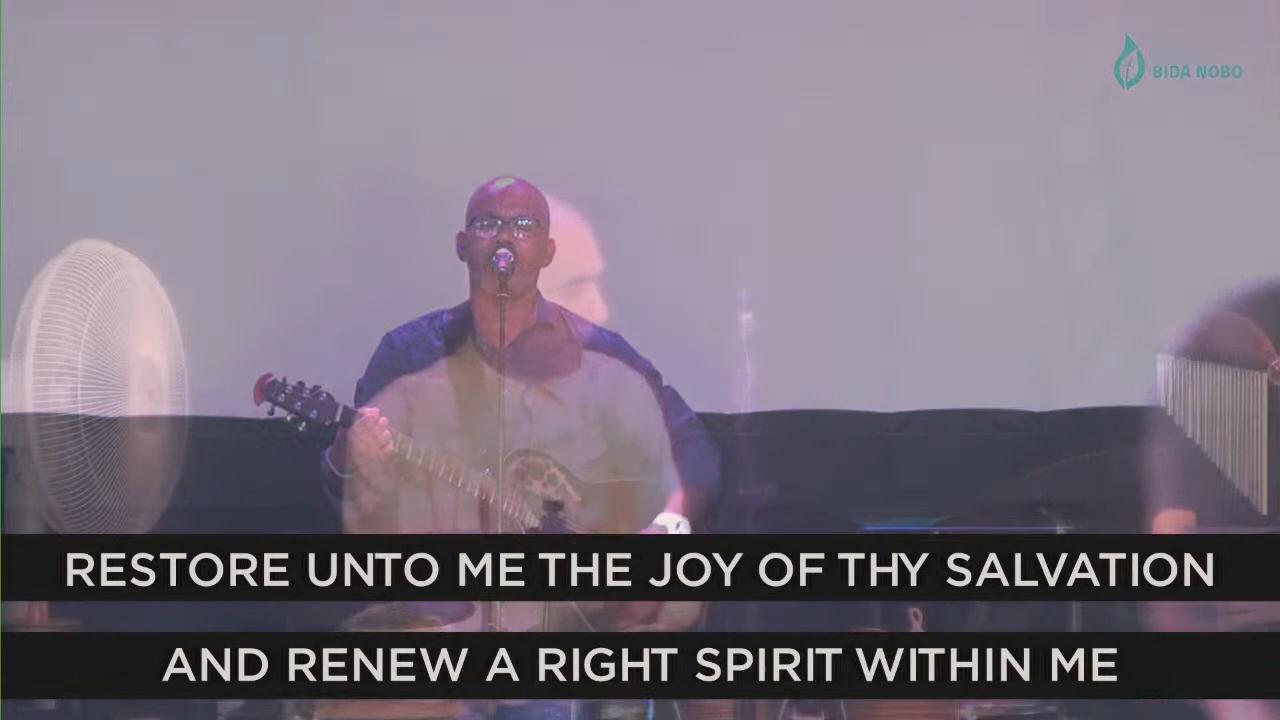 BIDA NOBO
RESTORE UNTO ME THE JOY OF THY SALVATION
AND RENEW A RIGHT SPIRIT WITHIN ME